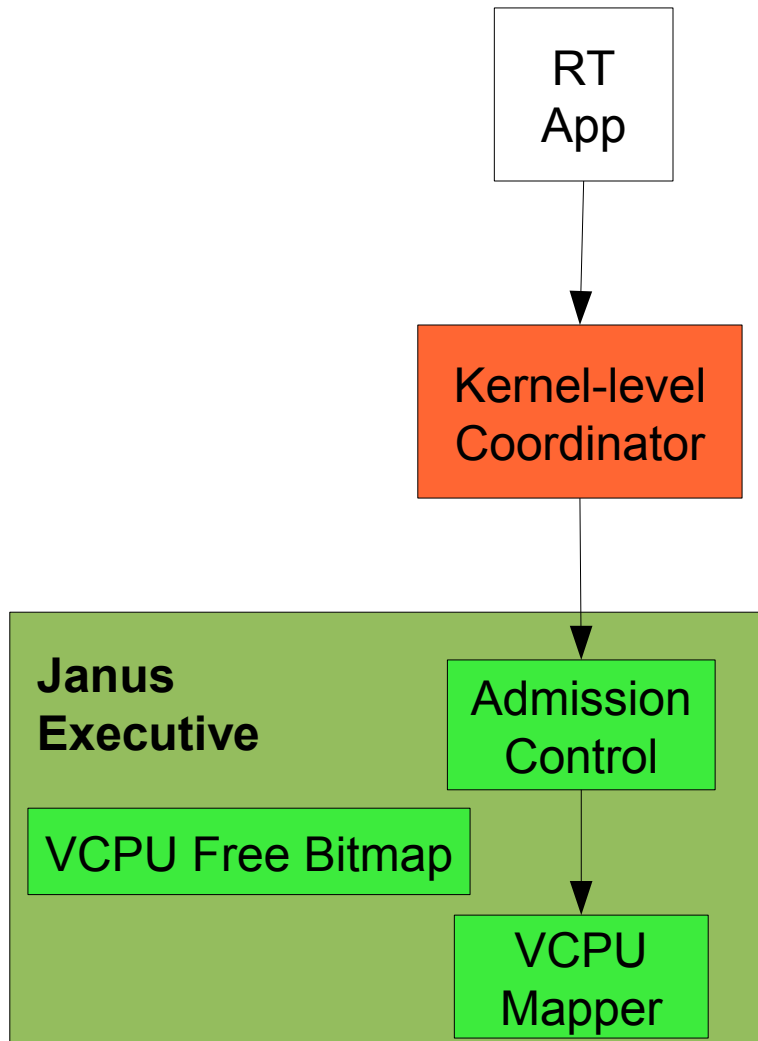 RT
App
Kernel-level
Coordinator
Janus
Executive
Admission
Control
VCPU Free Bitmap
VCPU
Mapper